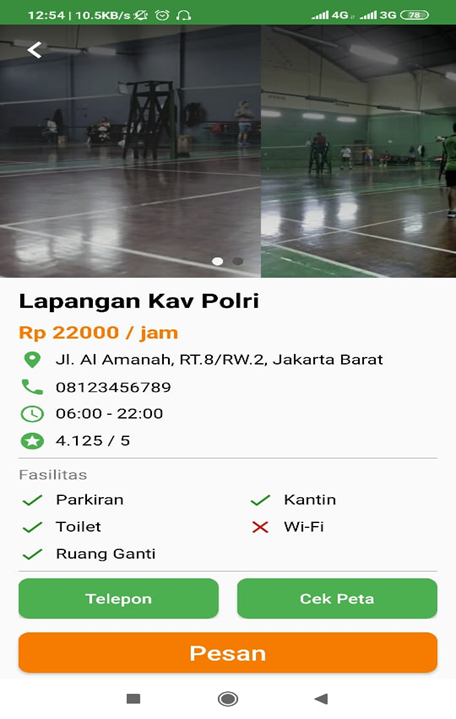 12:54 | 10.5KB/s 4G 3G 78
Lapangan Kav Polri
Rp 22000 / jam
Jl. Al Amanah, RT.8/RW.2, Jakarta Barat
08123456789
06:00 - 22:00
4.125 / 5
Fasilitas
Parkiran Kantin
Toilet Wi-Fi
Ruang Ganti
Telepon Cek Peta
Pesan